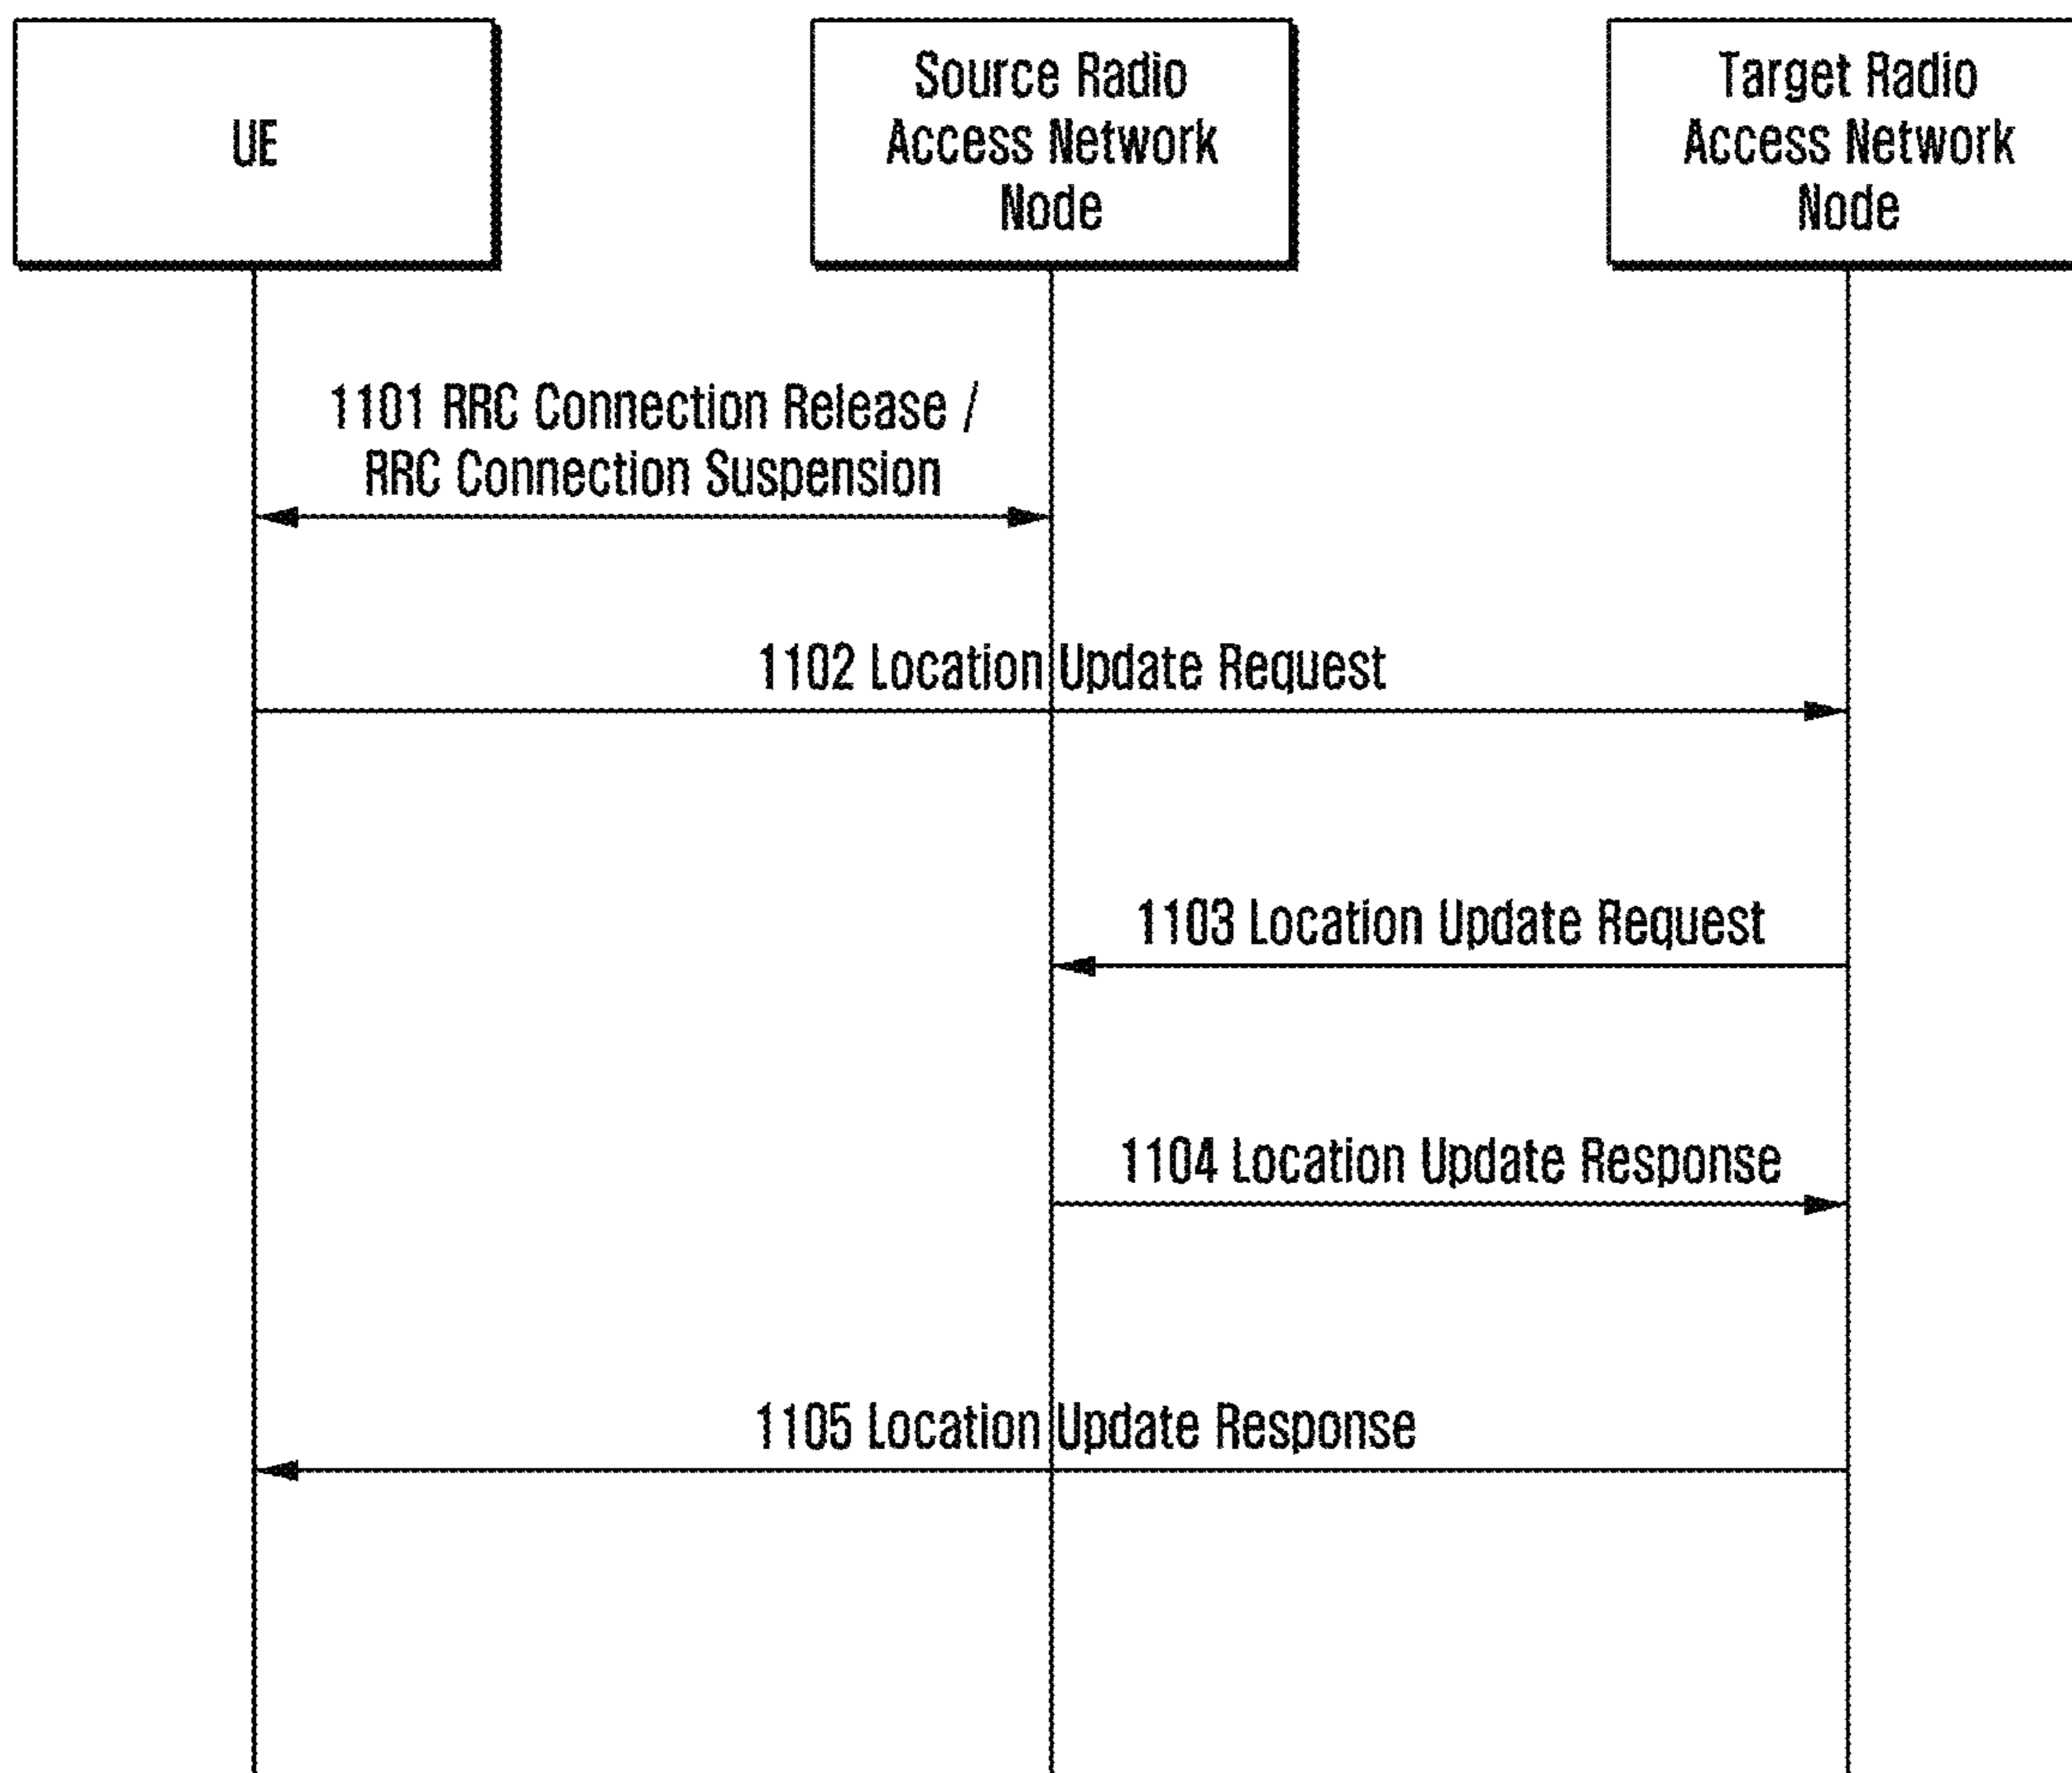 UE
Source Radio
Access Network
Node
Target Radio
Access Network
Node
1101 RRC Connection Release /
RRC Connection Suspension
1102 Location Update Request
1103 Location Update Request
1104 Location Update Response
1105 Location Update Response